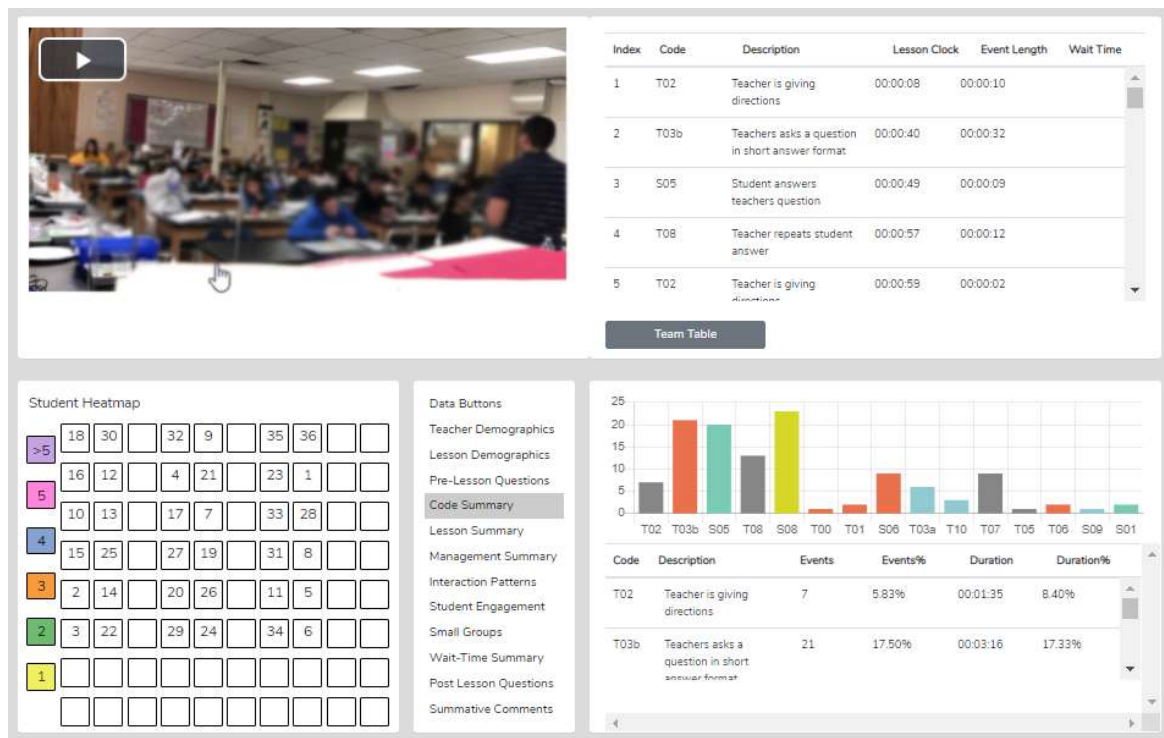 Index Code Description Lesson Clock Event Length Wait Time
1 T02 Teacher is giving 00:00:08 00:00:10
directions
2 T03b Teachers asks a question 00:00:40 00:00:32
in short answer format
3 S05 Student answers 00:00:49 00:00:09
teachers question
4 T08 Teacher repeats student 00:00:57 00:00:12
answer
5 T02 Teacher is giving 00:00:59 00:00:02
directions
Team Table
Student Heatmap
>5
5
4
3
2
1
18 30 32 9 35 36
16 12 4 21 23 1
10 13 17 7 33 28
15 25 27 19 31 8
2 14 20 26 11 5
3 22 29 24 34 6
Data Buttons
Teacher Demographics
Lesson Demographics
Pre-Lesson Questions
Code Summary
Lesson Summary
Management Summary
Interaction Patterns
Student Engagement
Small Groups
Wait-Time Summary
Post Lesson Questions
Summative Comments
25
20
15
10
5
0
T02 T03b S05 T08 S08 T00 T01 S06 T03a T10 T07 T05 T06 S09 S01
Code Description Events Events% Duration Duration%
T02 Teacher is giving 7 5.83% 00:01:35 8.40%
directions
T03b Teachers asks a 21 17.50% 00:03:16 17.33%
question in short
answer format